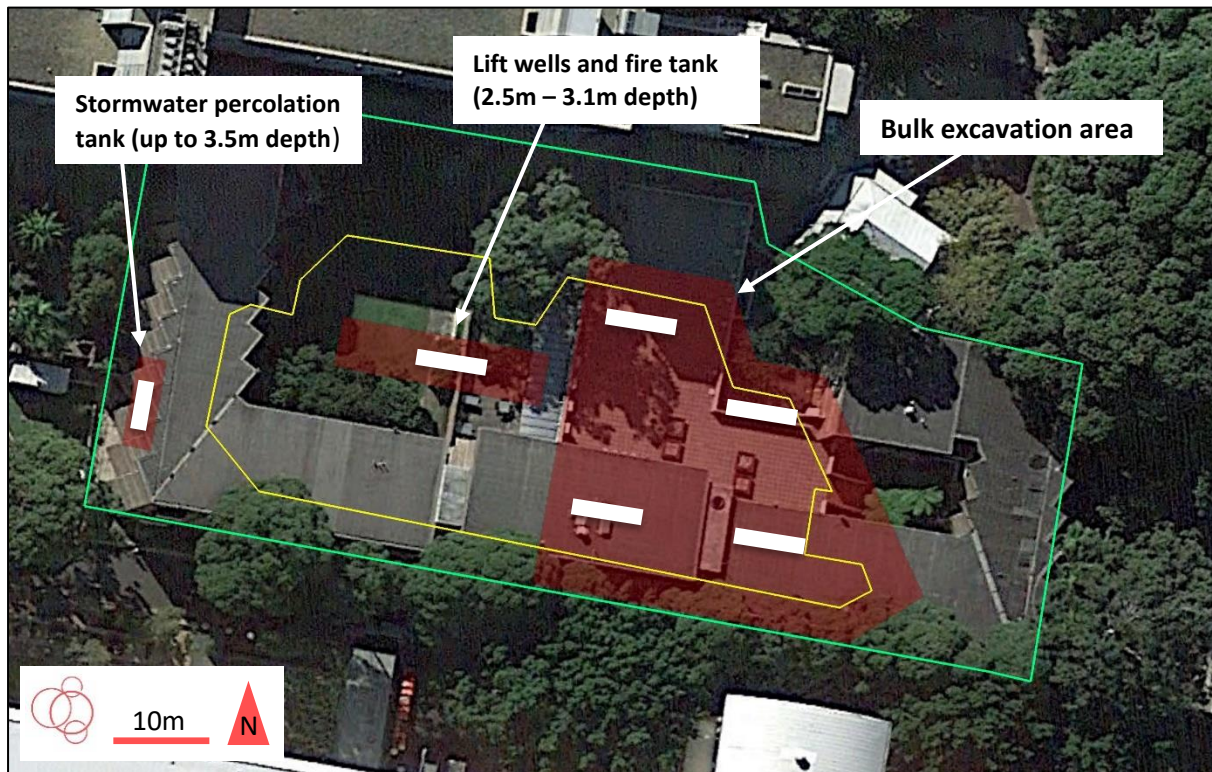 Stormwater percolation
tank (up to 3.5m depth)
Lift wells and fire tank
(2.5m – 3.1m depth)
Bulk excavation area
10m
N